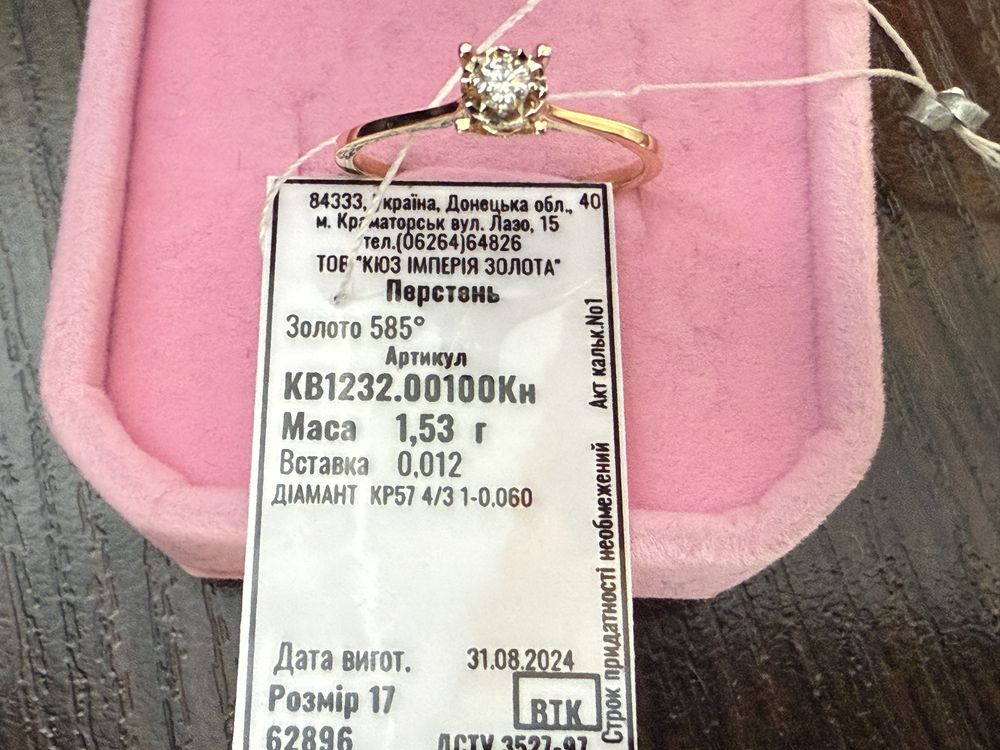 84333, Україна, Донецька обл., 40
м. Краматорськ вул. Лазо, 15
тел.(06264)64826
ТОВ "КЮЗ ІМПЕРІЯ ЗОЛОТА"
Перстень
Золото 585°
Артикул
КВ1232.00100Кн
Маса 1,53 г
Вставка 0,012
ДІАМАНТ КР57 4/3 1-0,060
Дата вигот. 31.08.2024
Розмір 17
ВТК
62896 ДСТУ 3527-97
Строк придатності необмежений Акт кальк.No1